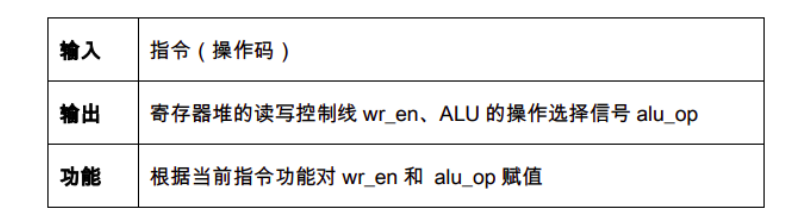 输入 指令（操作码）
输出 寄存器堆的读写控制线 wr_en、ALU 的操作选择信号 alu_op
功能 根据当前指令功能对 wr_en 和 alu_op 赋值